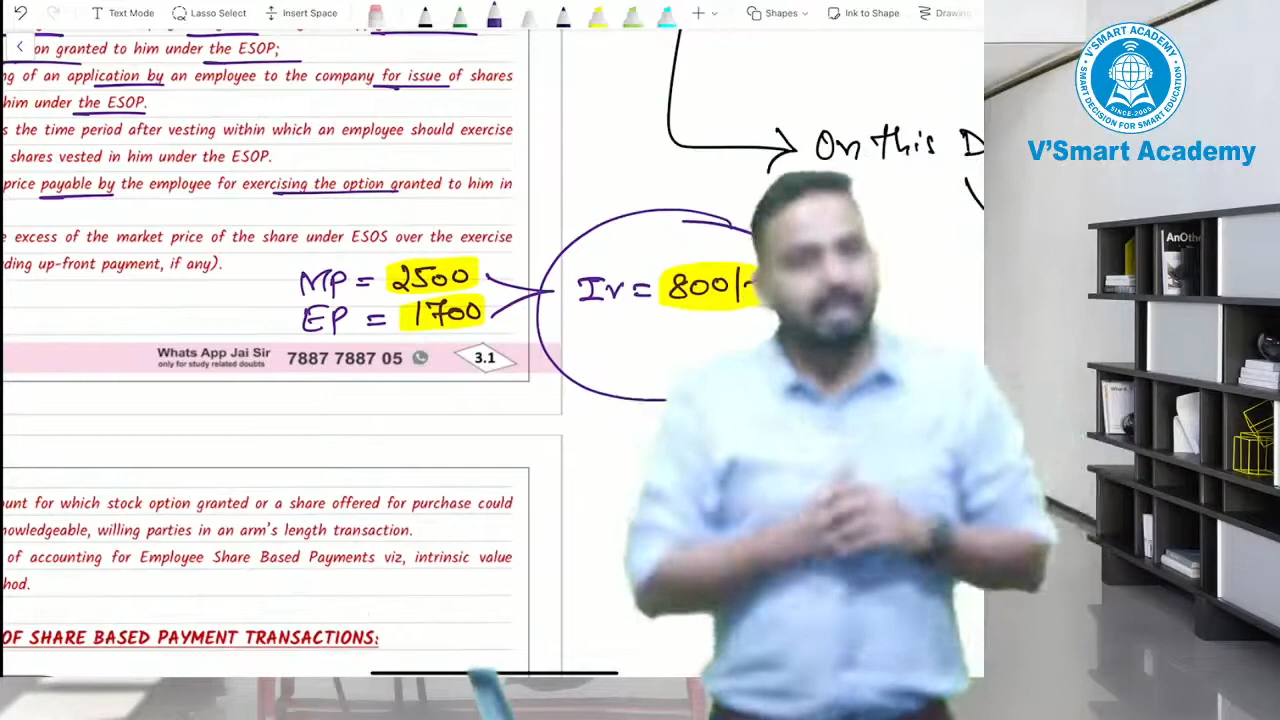 Text Mode
Lasso Select
Insert Space
Shapes
Ink to Shape
Drawing
on granted to him under the ESOP;
ng of an application by an employee to the company for issue of shares
him under the ESOP.
s the time period after vesting within which an employee should exercise
shares vested in him under the ESOP.
price payable by the employee for exercising the option granted to him in
e excess of the market price of the share under ESOS over the exercise
ding up-front payment, if any).
MP = 2500
EP = 1700
IV = 800/-
On this D
Whats App Jai Sir
only for study related doubts
7887 7887 05
3.1
unt for which stock option granted or a share offered for purchase could
nowledgeable, willing parties in an arm's length transaction.
of accounting for Employee Share Based Payments viz, intrinsic value
hod.
OF SHARE BASED PAYMENT TRANSACTIONS:
V'SMART ACADEMY
SMART DECISION FOR SMART EDUCATION
SINCE-2005
V'Smart Academy
AnOthe